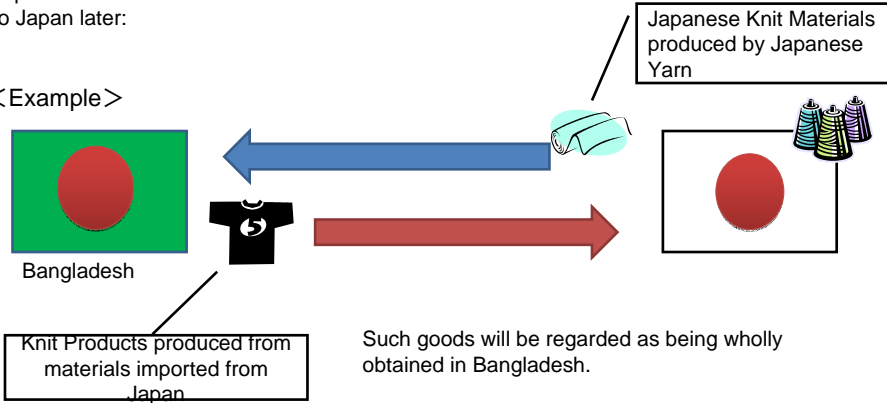 o Japan later:
Japanese Knit Materials
produced by Japanese
Yarn
<Example>
5
Bangladesh
Knit Products produced from
materials imported from
Japan
Such goods will be regarded as being wholly
obtained in Bangladesh.